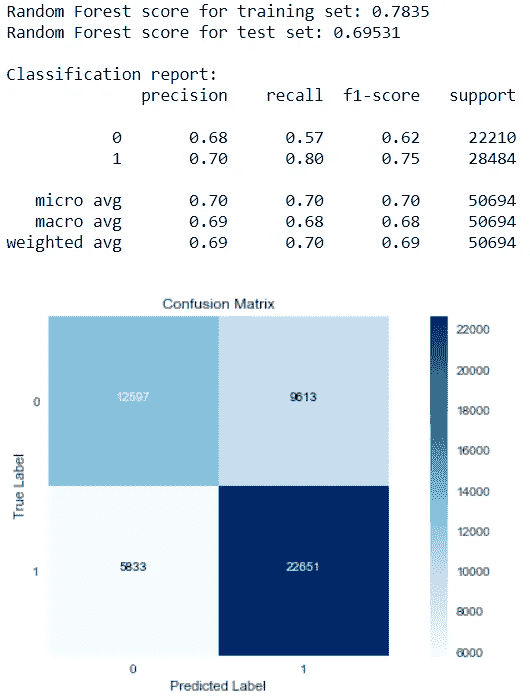 Random Forest score for training set: 0.7835
Random Forest score for test set: 0.69531
Classification report:
precision recall f1-score support
0 0.68 0.57 0.62 22210
1 0.70 0.80 0.75 28484
micro avg 0.70 0.70 0.70 50694
macro avg 0.69 0.68 0.68 50694
weighted avg 0.69 0.70 0.69 50694
Confusion Matrix
22000
20000
18000
16000
14000
12000
10000
8000
6000
True Label
0
12597 9613
1
5833 22651
0 1
Predicted Label